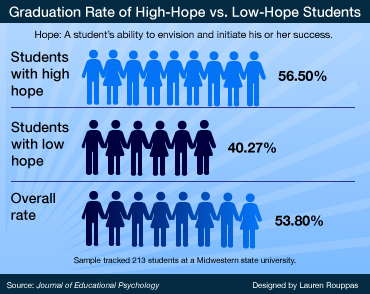 Graduation Rate of High-Hope vs. Low-Hope Students
Hope: A student's ability to envision and initiate his or her success.
Students
with high
hope
56.50%
Students
with low
hope
40.27%
Overall
rate
53.80%
Sample tracked 213 students at a Midwestern state university.
Source: Journal of Educational Psychology
Designed by Lauren Rouppas